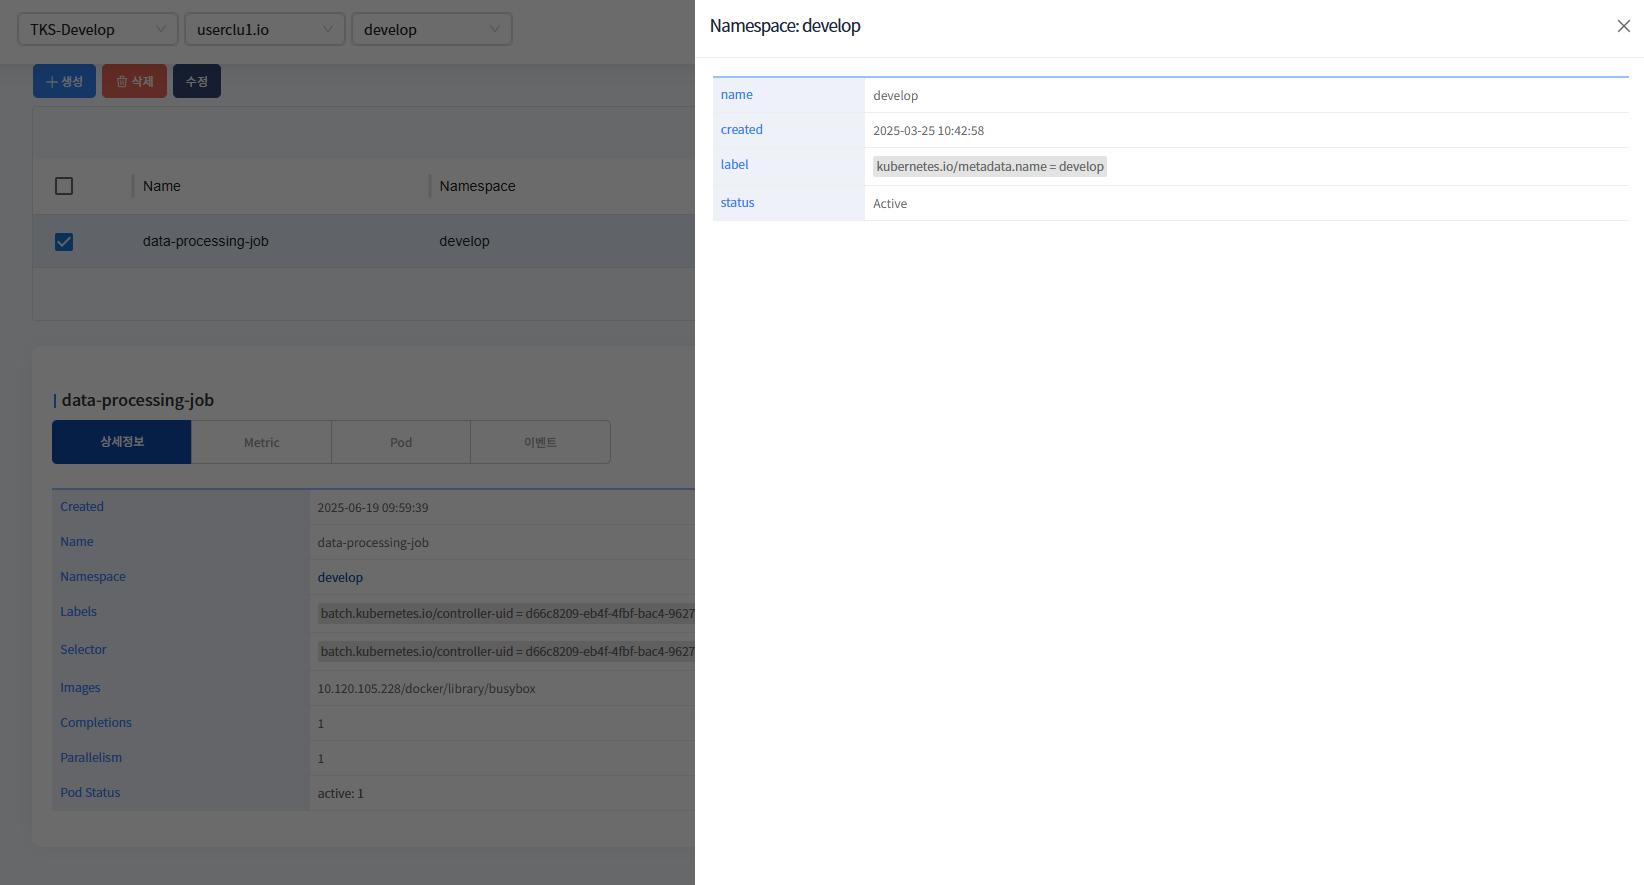 TKS-Develop userclu1.io develop
생성 삭제 수정
Name Namespace
data-processing-job develop
data-processing-job
상세정보 Metric Pod 이벤트
Created 2025-06-19 09:59:39
Name data-processing-job
Namespace develop
Labels batch.kubernetes.io/controller-uid = d66c8209-eb4f-4fbf-bac4-9627
Selector batch.kubernetes.io/controller-uid = d66c8209-eb4f-4fbf-bac4-9627
Images 10.120.105.228/docker/library/busybox
Completions 1
Parallelism 1
Pod Status active: 1
Namespace: develop
name develop
created 2025-03-25 10:42:58
label kubernetes.io/metadata.name = develop
status Active